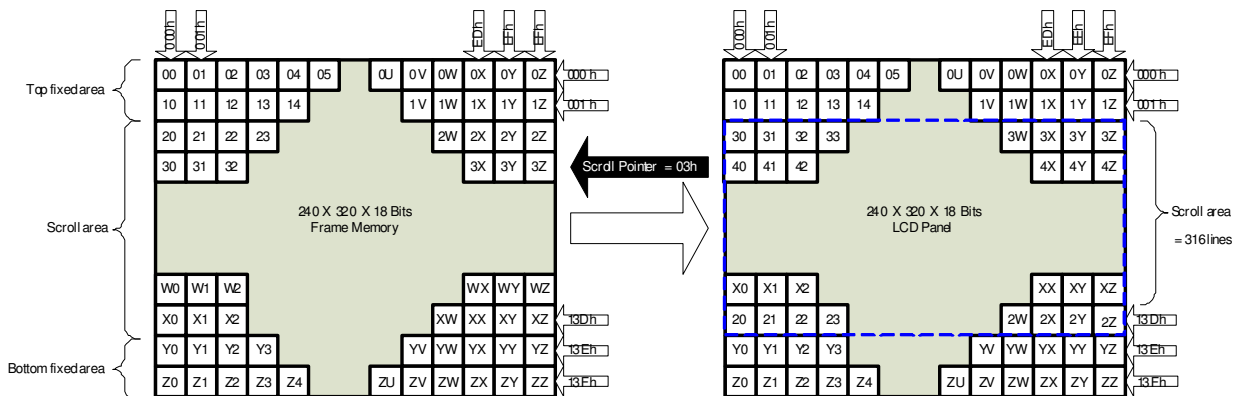 000h 001h EDh EFh EFh 000h 001h EDh EEh EFh
00 01 02 03 04 05 0U 0V 0W 0X 0Y 0Z 000h 00 01 02 03 04 05 0U 0V 0W 0X 0Y 0Z 000h
Top fixed area
10 11 12 13 14 1V 1W 1X 1Y 1Z 001h 10 11 12 13 14 1V 1W 1X 1Y 1Z 001h
20 21 22 23 2W 2X 2Y 2Z 30 31 32 33 3W 3X 3Y 3Z
30 31 32 3X 3Y 3Z Scroll Pointer = 03h 40 41 42 4X 4Y 4Z
Scroll area
240 X 320 X 18 Bits
Frame Memory
240 X 320 X 18 Bits
LCD Panel
Scroll area
= 316 lines
W0 W1 W2 WX WY WZ X0 X1 X2 XX XY XZ
X0 X1 X2 XW XX XY XZ 13Dh 20 21 22 23 2W 2X 2Y 2Z 13Dh
Y0 Y1 Y2 Y3 YV YW YX YY YZ 13Eh Y0 Y1 Y2 Y3 YV YW YX YY YZ 13Eh
Bottom fixed area
Z0 Z1 Z2 Z3 Z4 ZU ZV ZW ZX ZY ZZ 13Fh Z0 Z1 Z2 Z3 Z4 ZU ZV ZW ZX ZY ZZ 13Fh